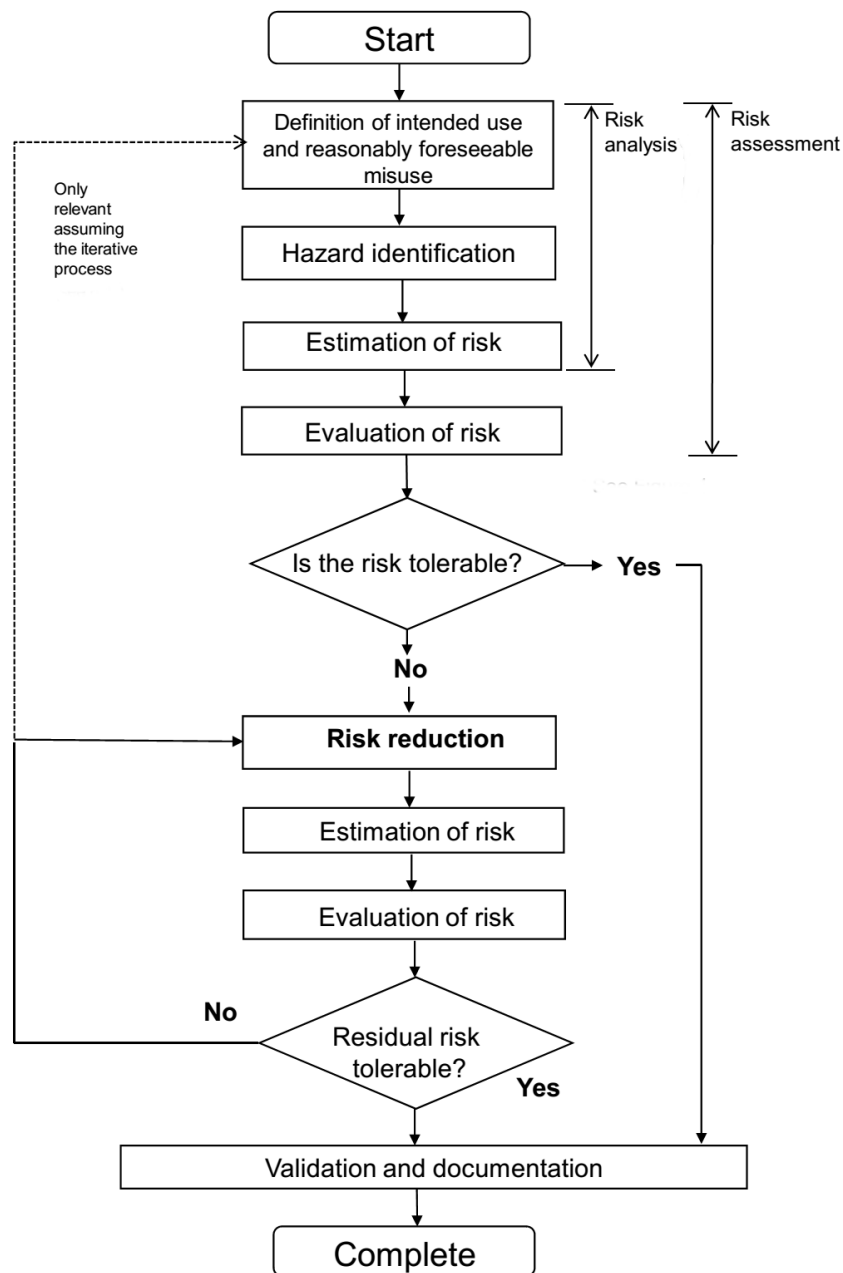 Start
Definition of intended use
and reasonably foreseeable
misuse
Risk
analysis
Risk
assessment
Only
relevant
assuming
the iterative
process
Hazard identification
Estimation of risk
Evaluation of risk
Is the risk tolerable?
Yes
No
Risk reduction
Estimation of risk
Evaluation of risk
No
Residual risk
tolerable?
Yes
Validation and documentation
Complete